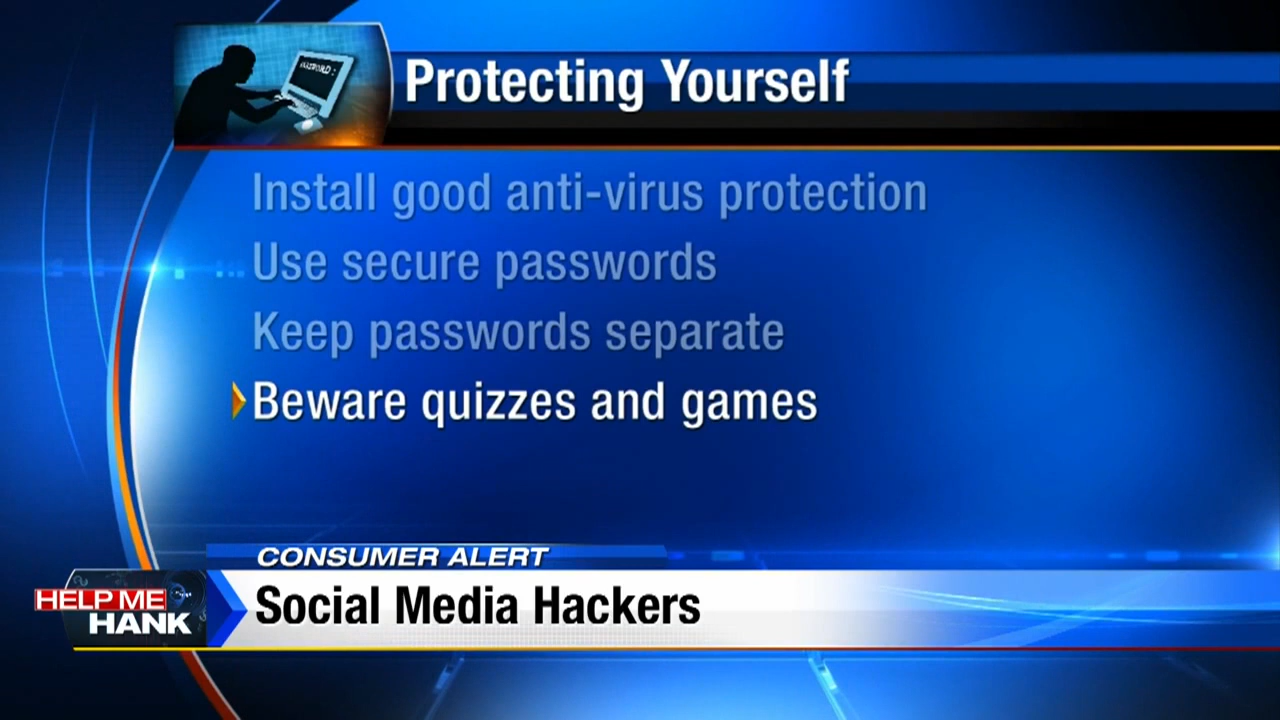 PASSWORD:
Protecting Yourself
Install good anti-virus protection
Use secure passwords
Keep passwords separate
Beware quizzes and games
CONSUMER ALERT
HELP ME
HANK
Social Media Hackers